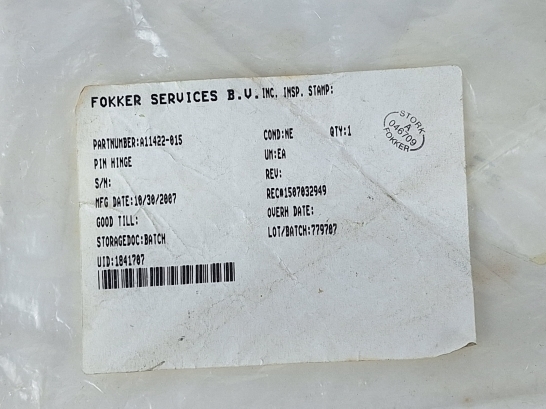 FOKKER SERVICES B.V. INC. INSP. STAMP:
PARTNUMBER:A11422-015 COND:NE QTY:1
PIN HINGE UM:EA
S/N: REV:
MFG DATE:10/30/2007 REC#1507032949
GOOD TILL: OVERH DATE:
STORAGEDOC:BATCH LOT/BATCH:779707
UID:1841707
STORK
A
046709
FOKKER